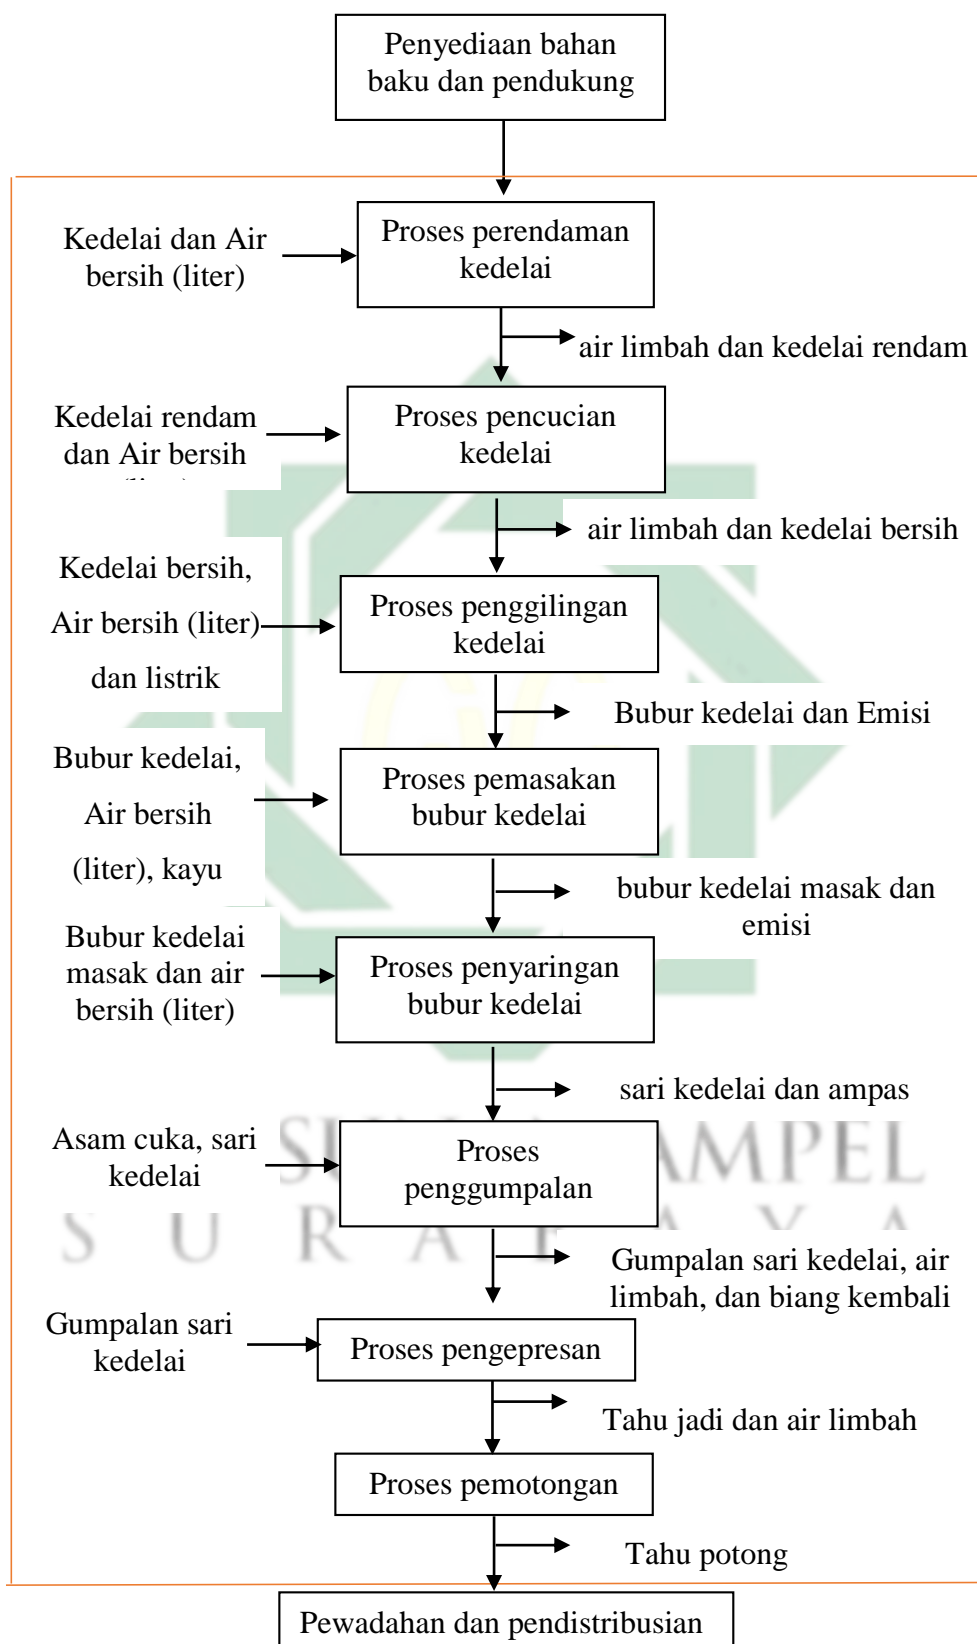 Penyediaan bahan
baku dan pendukung
Kedelai dan Air
bersih (liter)
Proses perendaman
kedelai
air limbah dan kedelai rendam
Kedelai rendam
dan Air bersih
Proses pencucian
kedelai
air limbah dan kedelai bersih
Kedelai bersih,
Air bersih (liter)
dan listrik
Proses penggilingan
kedelai
Bubur kedelai dan Emisi
Bubur kedelai,
Air bersih
(liter), kayu
Proses pemasakan
bubur kedelai
bubur kedelai masak dan
emisi
Bubur kedelai
masak dan air
bersih (liter)
Proses penyaringan
bubur kedelai
sari kedelai dan ampas
Asam cuka, sari
kedelai
Proses
penggumpalan
AMPEL
Gumpalan sari kedelai, air
limbah, dan biang kembali
Gumpalan sari
kedelai
Proses pengepresan
Tahu jadi dan air limbah
Proses pemotongan
Tahu potong
Pewadahan dan pendistribusian